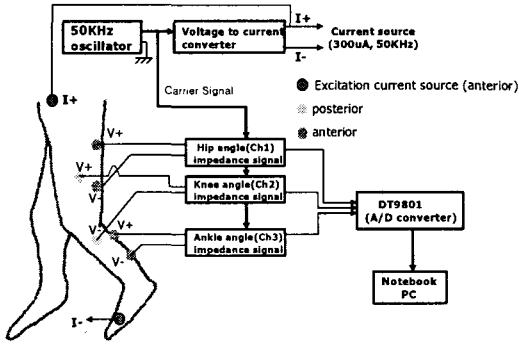 50KHz
oscillator
Voltage to current
converter
I+
I-
Current source
(300uA, 50KHz)
Carrier Signal
Excitation current source (anterior)
posterior
anterior
I+
V+
V+
V-
V-
V+
V-
I-
Hip angle(Ch1)
impedance signal
Knee angle(Ch2)
impedance signal
Ankle angle(Ch3)
impedance signal
DT9801
(A/D converter)
Notebook
PC